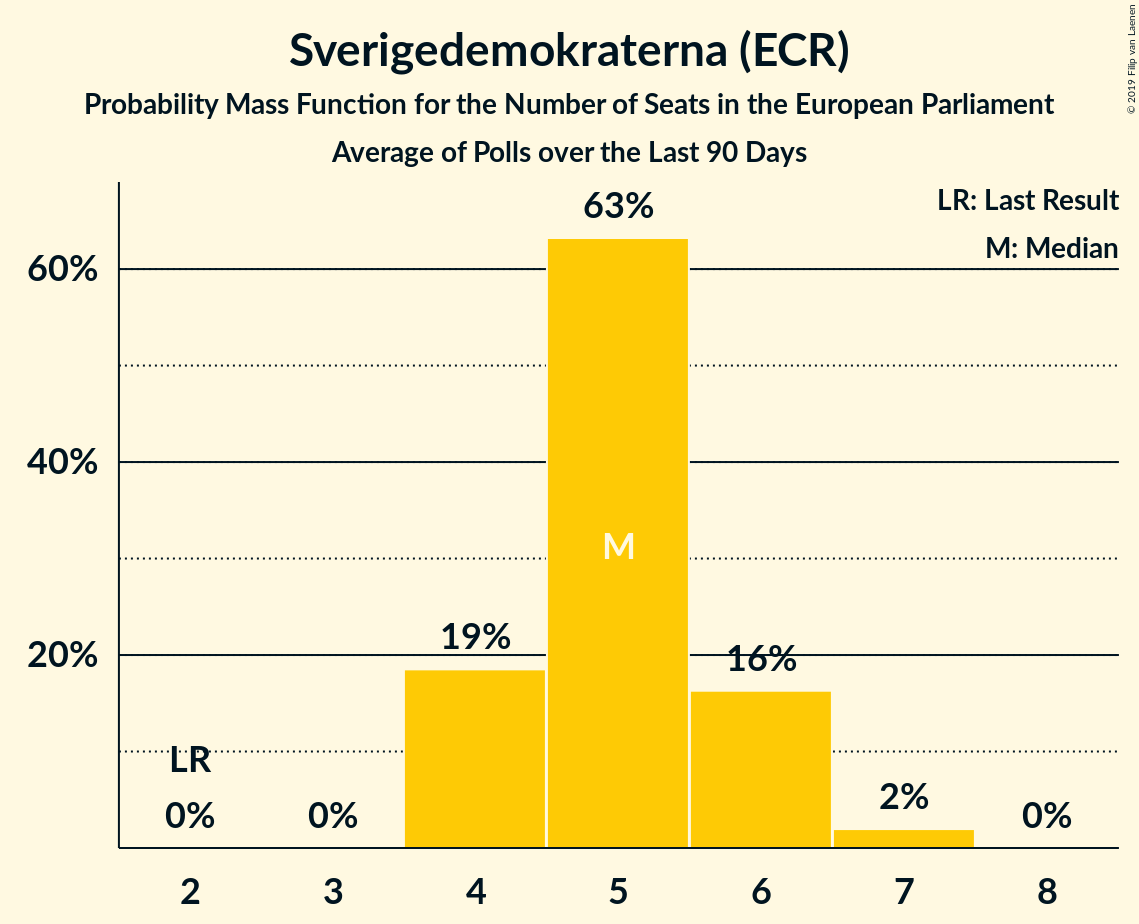 Sverigedemokraterna (ECR)
Probability Mass Function for the Number of Seats in the European Parliament
Average of Polls over the Last 90 Days
© 2019 Filip van Laenen
LR: Last Result
M: Median
60%
40%
20%
LR
0%
0%
19%
63%
M
16%
2%
0%
2
3
4
5
6
7
8